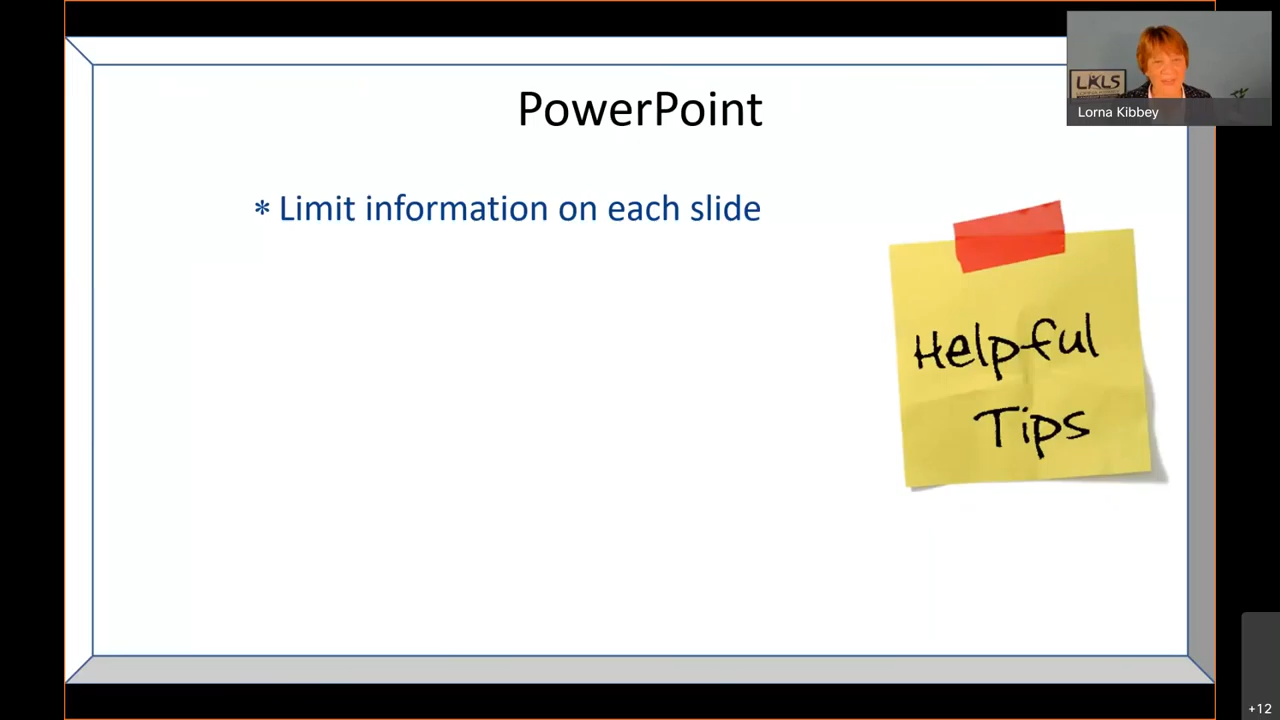 PowerPoint
* Limit information on each slide
Helpful
Tips
LKLS
Lorna Kibbey
+12